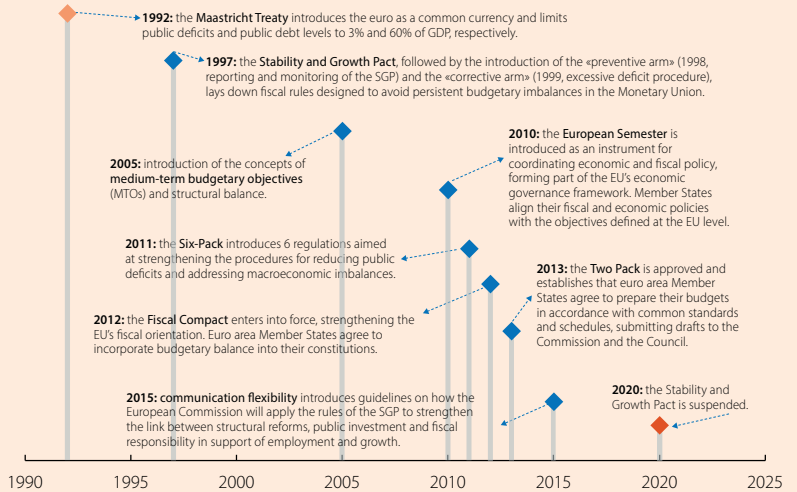 1992: the Maastricht Treaty introduces the euro as a common currency and limits
public deficits and public debt levels to 3% and 60% of GDP, respectively.
1997: the Stability and Growth Pact, followed by the introduction of the «preventive arm» (1998,
reporting and monitoring of the SGP) and the «corrective arm» (1999, excessive deficit procedure),
lays down fiscal rules designed to avoid persistent budgetary imbalances in the Monetary Union.
2005: introduction of the concepts of
medium-term budgetary objectives
(MTOs) and structural balance.
2010: the European Semester is
introduced as an instrument for
coordinating economic and fiscal policy,
forming part of the EU's economic
governance framework. Member States
align their fiscal and economic policies
with the objectives defined at the EU level.
2011: the Six-Pack introduces 6 regulations aimed
at strengthening the procedures for reducing public
deficits and addressing macroeconomic imbalances.
2012: the Fiscal Compact enters into force, strengthening the
EU's fiscal orientation. Euro area Member States agree to
incorporate budgetary balance into their constitutions.
2013: the Two Pack is approved and
establishes that euro area Member
States agree to prepare their budgets
in accordance with common standards
and schedules, submitting drafts to the
Commission and the Council.
2015: communication flexibility introduces guidelines on how the
European Commission will apply the rules of the SGP to strengthen
the link between structural reforms, public investment and fiscal
responsibility in support of employment and growth.
2020: the Stability and
Growth Pact is suspended.
1990 1995 2000 2005 2010 2015 2020 2025